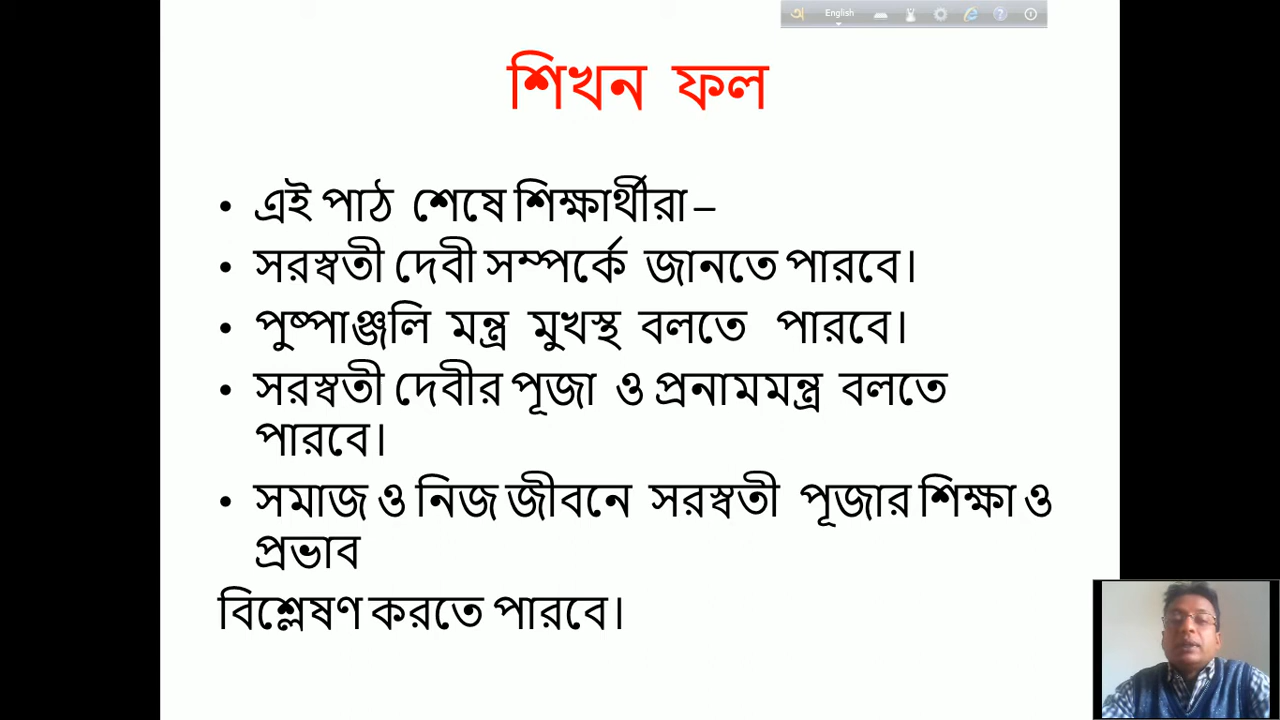 অ English
শিখন ফল
• এই পাঠ শেষে শিক্ষার্থীরা –
• সরস্বতী দেবী সম্পর্কে জানতে পারবে।
• পুষ্পাঞ্জলি মন্ত্র মুখস্থ বলতে পারবে।
• সরস্বতী দেবীর পূজা ও প্রনামমন্ত্র বলতে
পারবে।
• সমাজ ও নিজ জীবনে সরস্বতী পূজার শিক্ষা ও
প্রভাব
বিশ্লেষণ করতে পারবে।